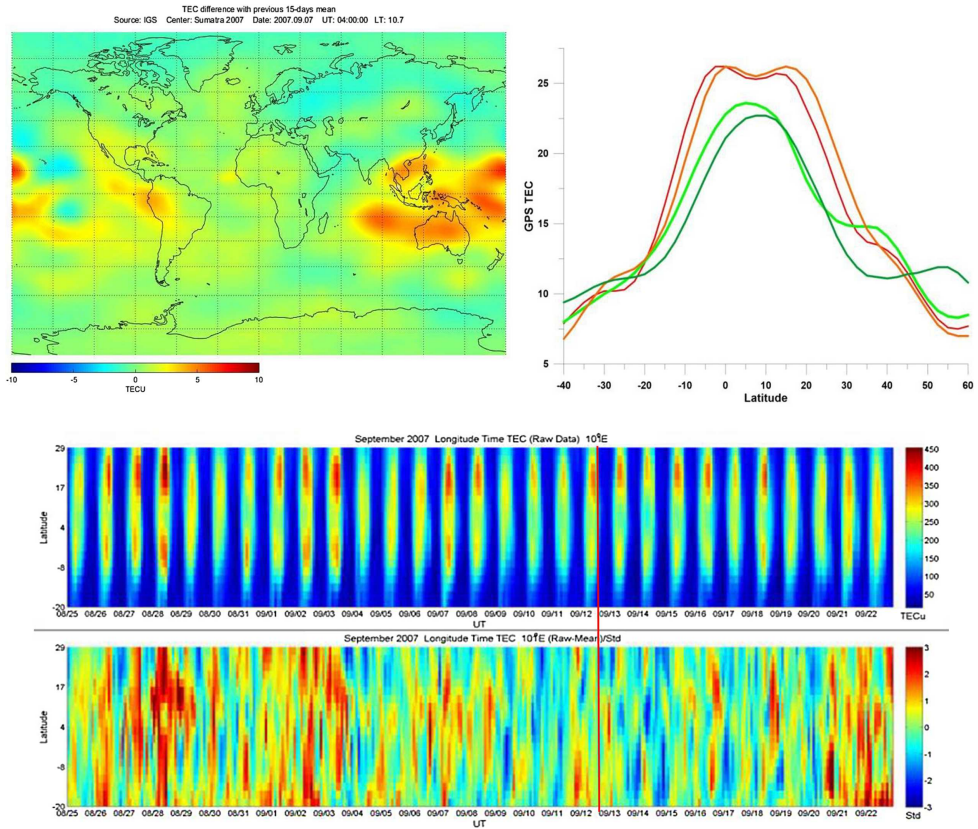 TEC difference with previous 15-days mean
Source: IGS Center: Sumatra 2007 Date: 2007.09.07 UT: 04:00:00 LT: 10.7
-10 -5 0 5 10
TECU
25
20
15
10
5
GPS TEC
-40 -30 -20 -10 0 10 20 30 40 50 60
Latitude
September 2007 Longitude Time TEC (Raw Data) 10°E
29
17
4
-8
-20
Latitude
08/25 08/26 08/27 08/28 08/29 08/30 08/31 09/01 09/02 09/03 09/04 09/05 09/06 09/07 09/08 09/09 09/10 09/11 09/12 09/13 09/14 09/15 09/16 09/17 09/18 09/19 09/20 09/21 09/22
UT
450
400
350
300
250
200
150
100
50
TECu
September 2007 Longitude Time TEC 10°E (Raw-Mean)/Std
29
17
4
-8
-20
Latitude
08/25 08/26 08/27 08/28 08/29 08/30 08/31 09/01 09/02 09/03 09/04 09/05 09/06 09/07 09/08 09/09 09/10 09/11 09/12 09/13 09/14 09/15 09/16 09/17 09/18 09/19 09/20 09/21 09/22
UT
3
2
1
0
-1
-2
-3
Std